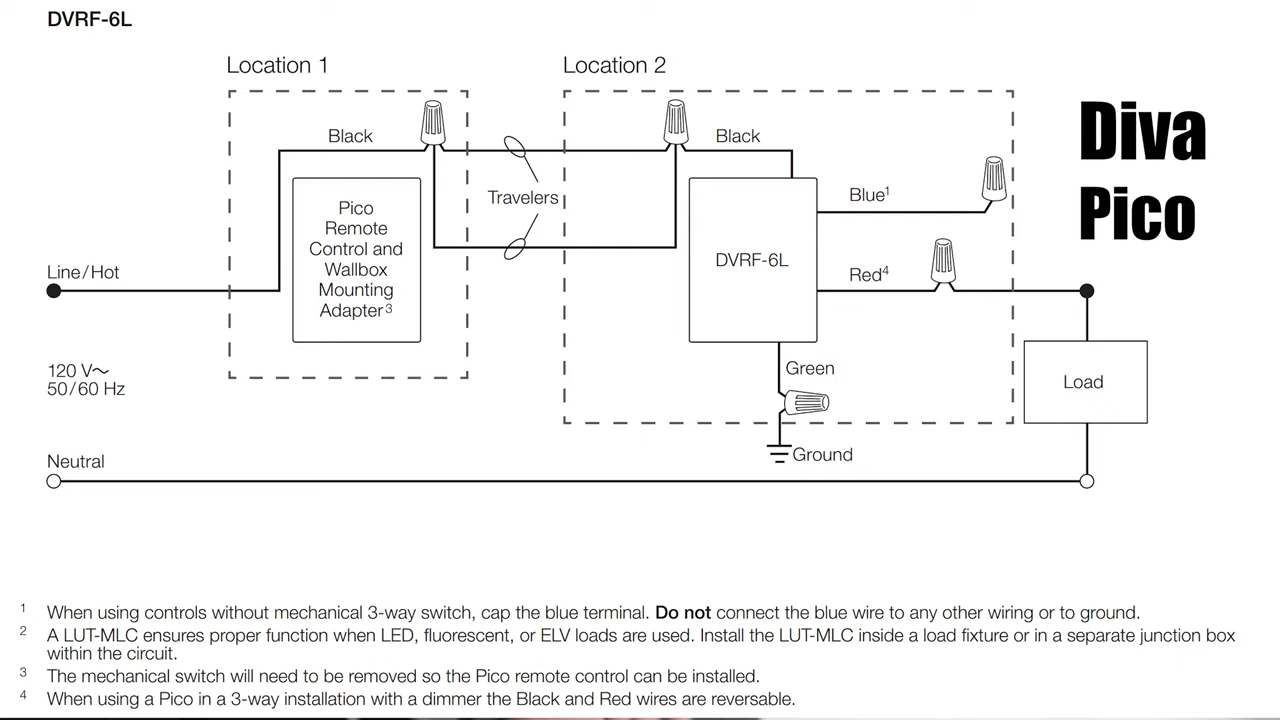 DVRF-6L
Location 1
Location 2
Diva
Pico
Black
Black
Travelers
Blue¹
Pico
Remote
Control and
Wallbox
Mounting
Adapter³
DVRF-6L
Red⁴
Line/Hot
120 V~
50/60 Hz
Green
Load
Ground
Neutral
1 When using controls without mechanical 3-way switch, cap the blue terminal. Do not connect the blue wire to any other wiring or to ground.
2 A LUT-MLC ensures proper function when LED, fluorescent, or ELV loads are used. Install the LUT-MLC inside a load fixture or in a separate junction box
within the circuit.
3 The mechanical switch will need to be removed so the Pico remote control can be installed.
4 When using a Pico in a 3-way installation with a dimmer the Black and Red wires are reversable.